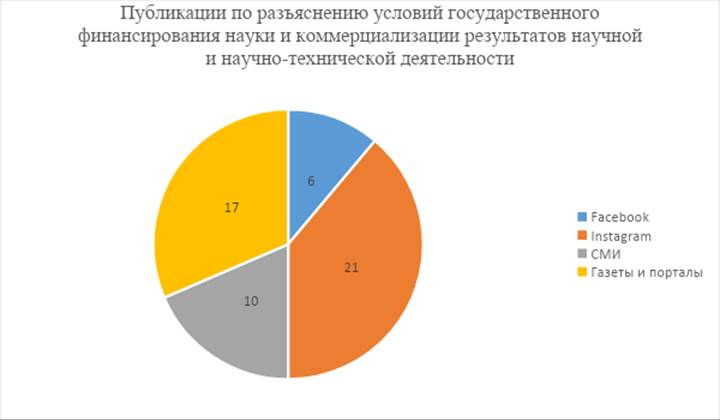 Публикации по разъяснению условий государственного
финансирования науки и коммерциализации результатов научной
и научно-технической деятельности
6
17
21
10
Facebook
Instagram
СМИ
Газеты и порталы